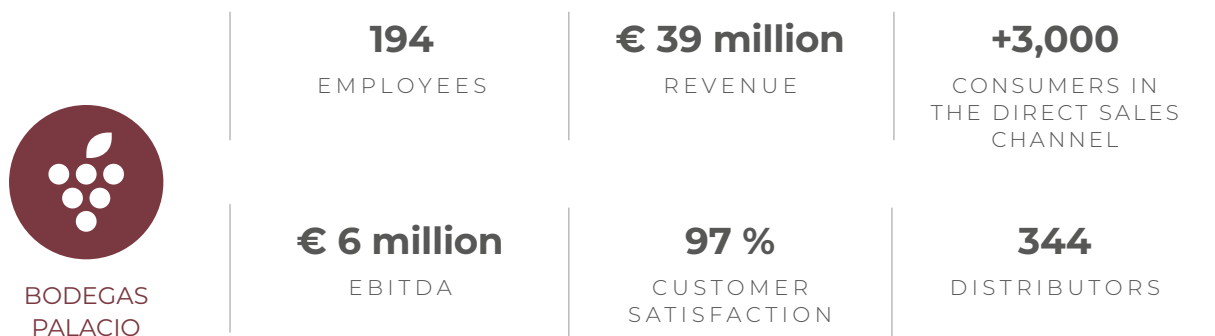 194
EMPLOYEES
€ 39 million
REVENUE
+3,000
CONSUMERS IN
THE DIRECT SALES
CHANNEL
BODEGAS
PALACIO
€ 6 million
EBITDA
97 %
CUSTOMER
SATISFACTION
344
DISTRIBUTORS